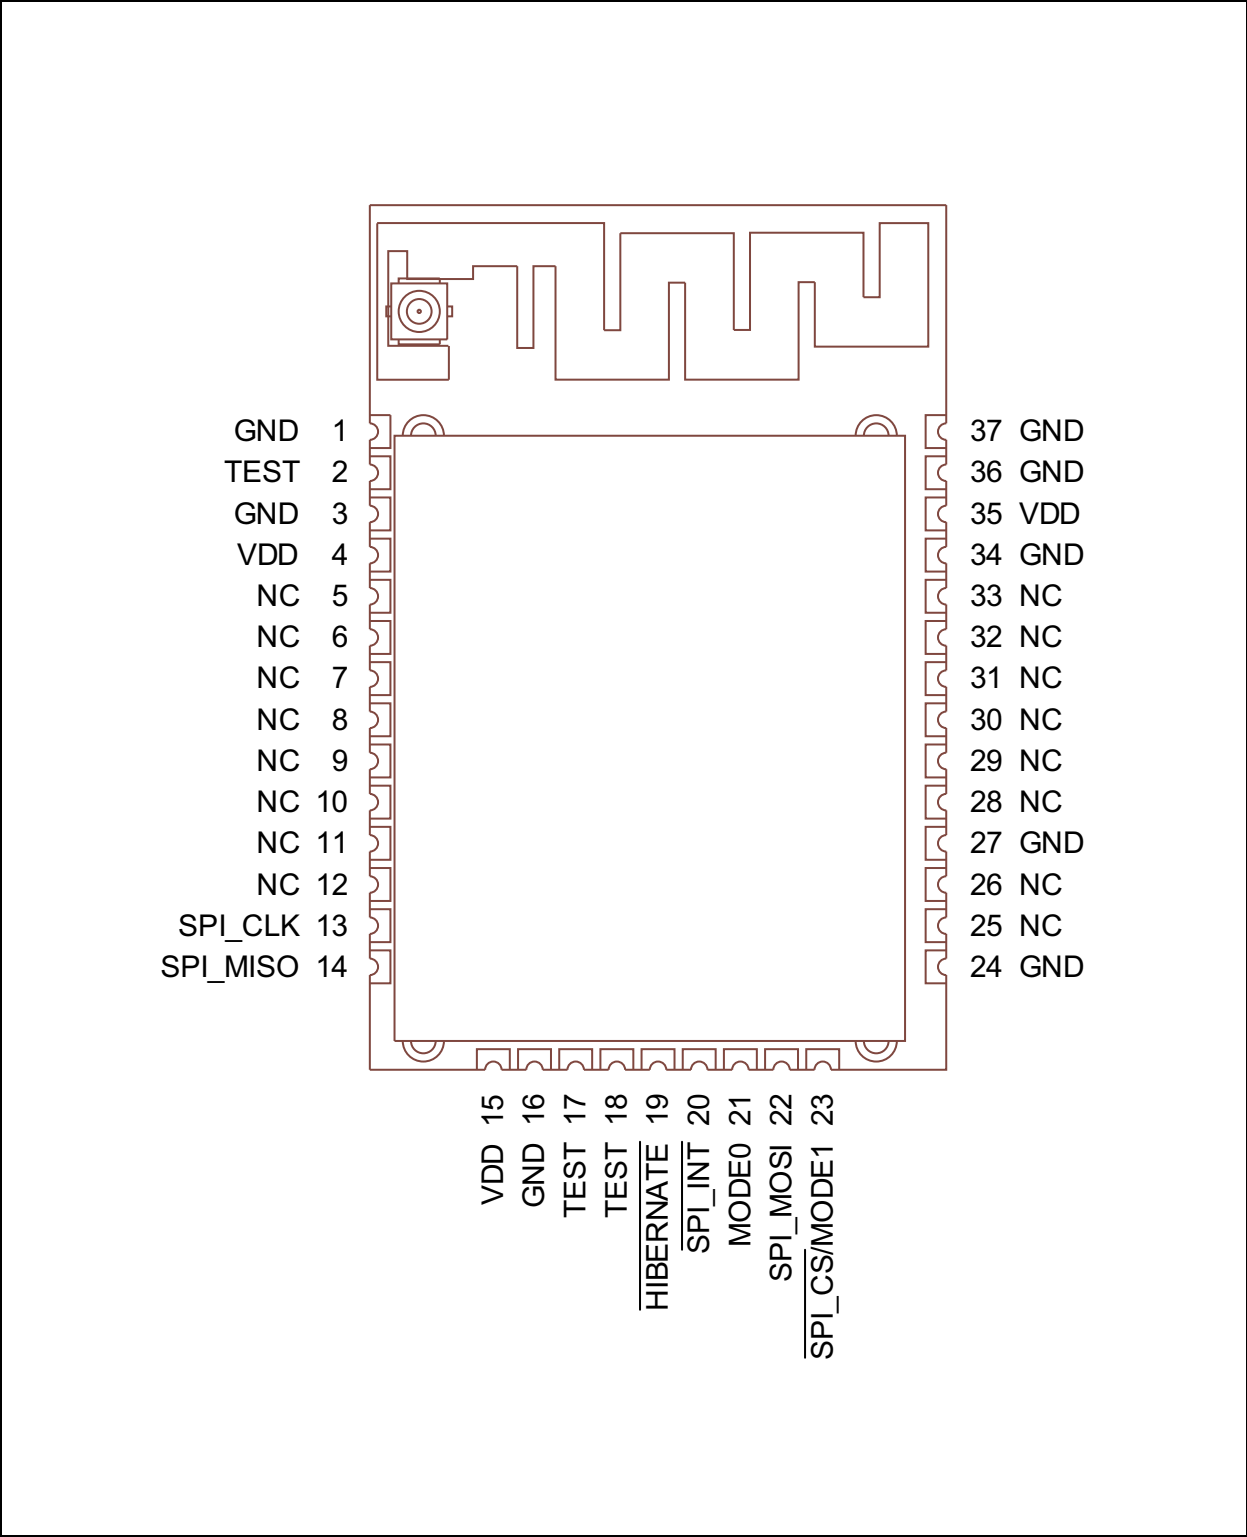 GND 1
TEST 2
GND 3
VDD 4
NC 5
NC 6
NC 7
NC 8
NC 9
NC 10
NC 11
NC 12
SPI_CLK 13
SPI_MISO 14
37 GND
36 GND
35 VDD
34 GND
33 NC
32 NC
31 NC
30 NC
29 NC
28 NC
27 GND
26 NC
25 NC
24 GND
VDD 15
GND 16
TEST 17
TEST 18
HIBERNATE 19
SPI_INT 20
MODE0 21
SPI_MOSI 22
SPI_CS/MODE1 23